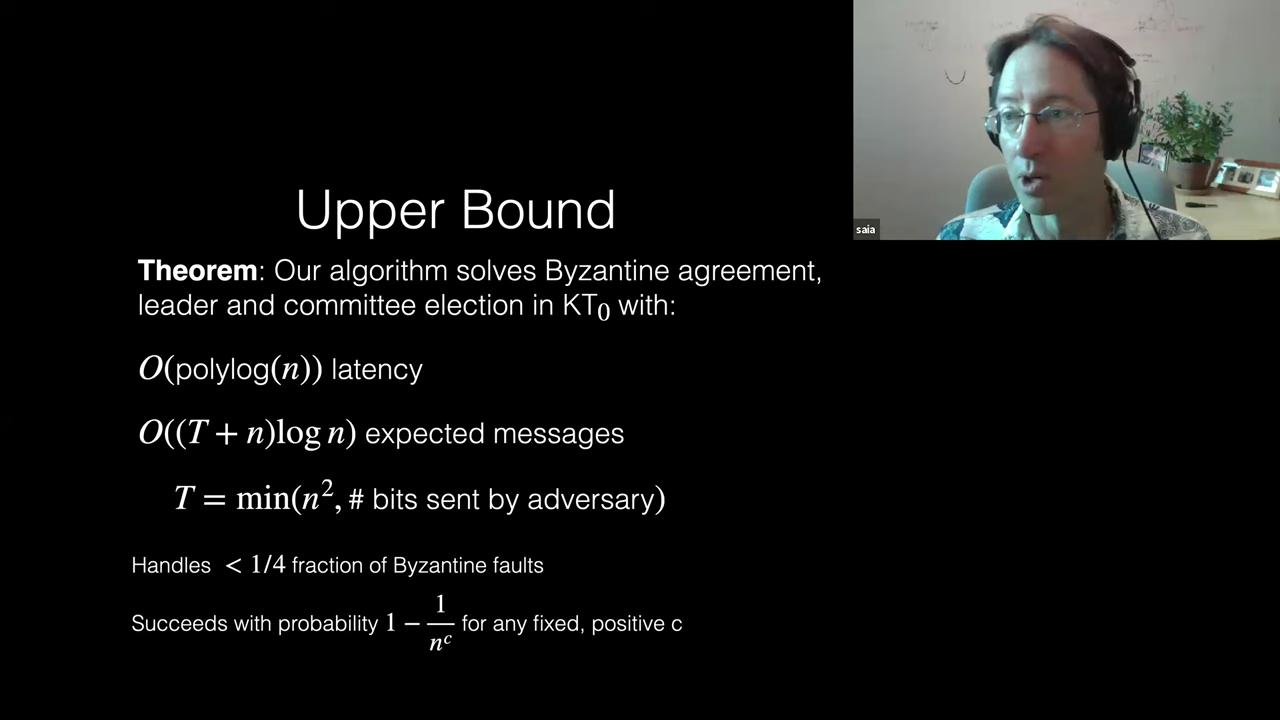 Upper Bound
saia
Theorem: Our algorithm solves Byzantine agreement,
leader and committee election in KT₀ with:
O(polylog(n)) latency
O((T + n)log n) expected messages
T = min(n², # bits sent by adversary)
Handles < 1/4 fraction of Byzantine faults
Succeeds with probability 1 − 1/nᶜ for any fixed, positive c